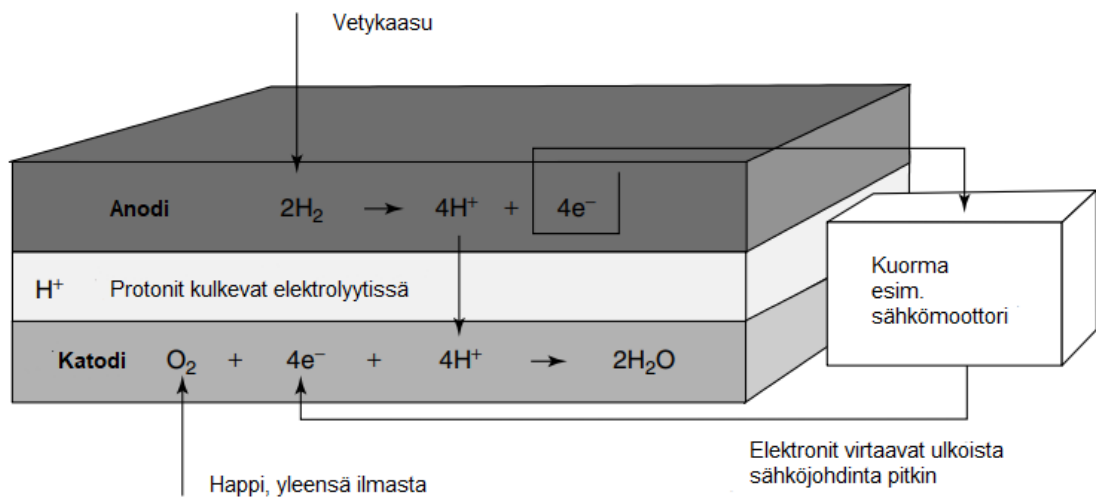 Vetykaasu
Anodi 2H₂ → 4H⁺ + 4e⁻
H⁺ Protonit kulkevat elektrolyytissä
Katodi O₂ + 4e⁻ + 4H⁺ → 2H₂O
Kuorma
esim.
sähkömoottori
Elektronit virtaavat ulkoista
sähköjohdinta pitkin
Happi, yleensä ilmasta